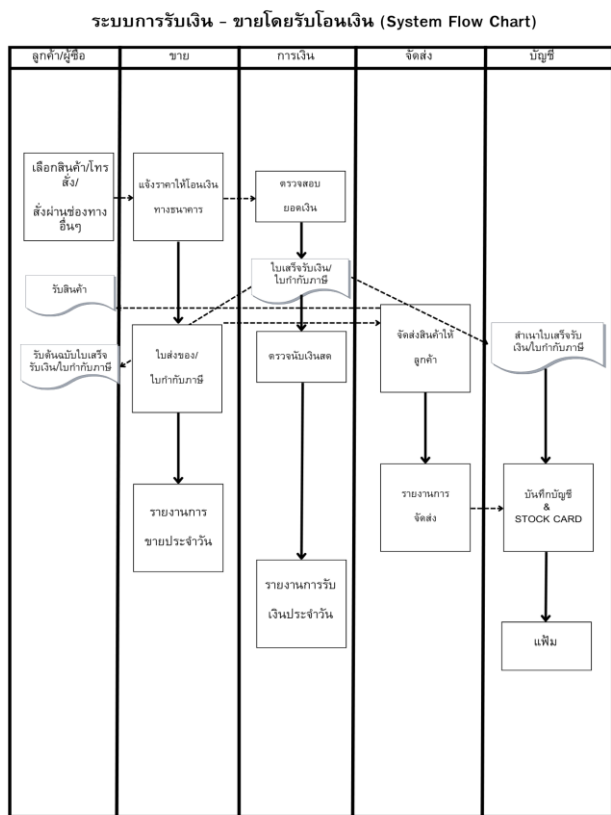 ระบบการรับเงิน - ขายโดยรับโอนเงิน (System Flow Chart)
ลูกค้า/ผู้ซื้อ
ขาย
การเงิน
จัดส่ง
บัญชี
เลือกสินค้า/โทร
สั่ง/
สั่งผ่านช่องทาง
อื่นๆ
แจ้งราคาให้โอนเงิน
ทางธนาคาร
ตรวจสอบ
ยอดเงิน
ใบเสร็จรับเงิน/
ใบกำกับภาษี
รับสินค้า
จัดส่งสินค้าให้
ลูกค้า
สำเนาใบเสร็จรับ
เงิน/ใบกำกับภาษี
รับต้นฉบับใบเสร็จ
รับเงิน/ใบกำกับภาษี
ใบส่งของ/
ใบกำกับภาษี
ตรวจนับเงินสด
รายงานการ
ขายประจำวัน
รายงานการ
จัดส่ง
บันทึกบัญชี
&
STOCK CARD
รายงานการรับ
เงินประจำวัน
แฟ้ม